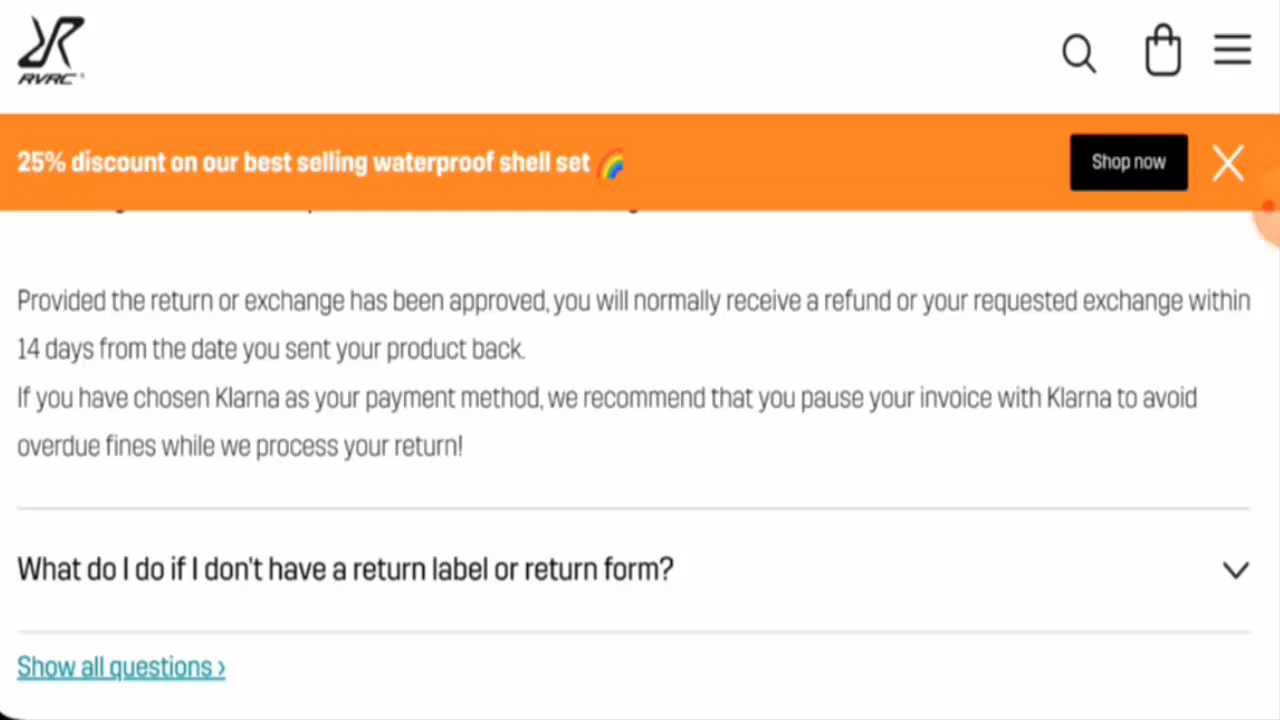 RVRC
25% discount on our best selling waterproof shell set 🌈
Shop now
Provided the return or exchange has been approved, you will normally receive a refund or your requested exchange within
14 days from the date you sent your product back.
If you have chosen Klarna as your payment method, we recommend that you pause your invoice with Klarna to avoid
overdue fines while we process your return!
What do I do if I don't have a return label or return form?
Show all questions ›